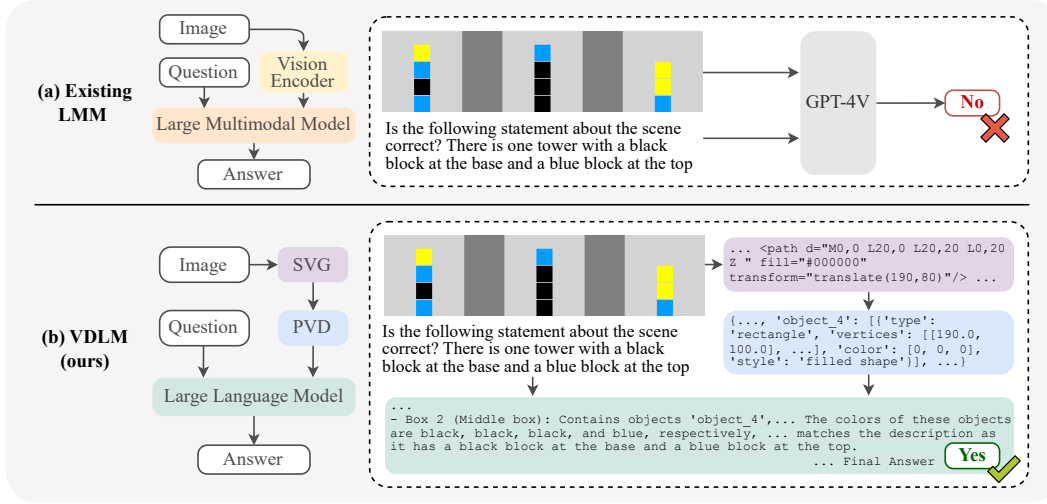 Image
Question
Vision
Encoder
(a) Existing
LMM
Large Multimodal Model
Answer
Is the following statement about the scene
correct? There is one tower with a black
block at the base and a blue block at the top
GPT-4V
No
Image
SVG
Question
PVD
(b) VDLM
(ours)
Large Language Model
Answer
Is the following statement about the scene
correct? There is one tower with a black
block at the base and a blue block at the top
... <path d="M0,0 L20,0 L20,20 L0,20
Z " fill="#000000"
transform="translate(190,80)"/> ...
{..., 'object_4': [{'type':
'rectangle', 'vertices': [[190.0,
100.0], ...], 'color': [0, 0, 0],
'style': 'filled shape'}], ...}
...
- Box 2 (Middle box): Contains objects 'object_4',... The colors of these objects
are black, black, black, and blue, respectively, ... matches the description as
it has a black block at the base and a blue block at the top.
... Final Answer Yes